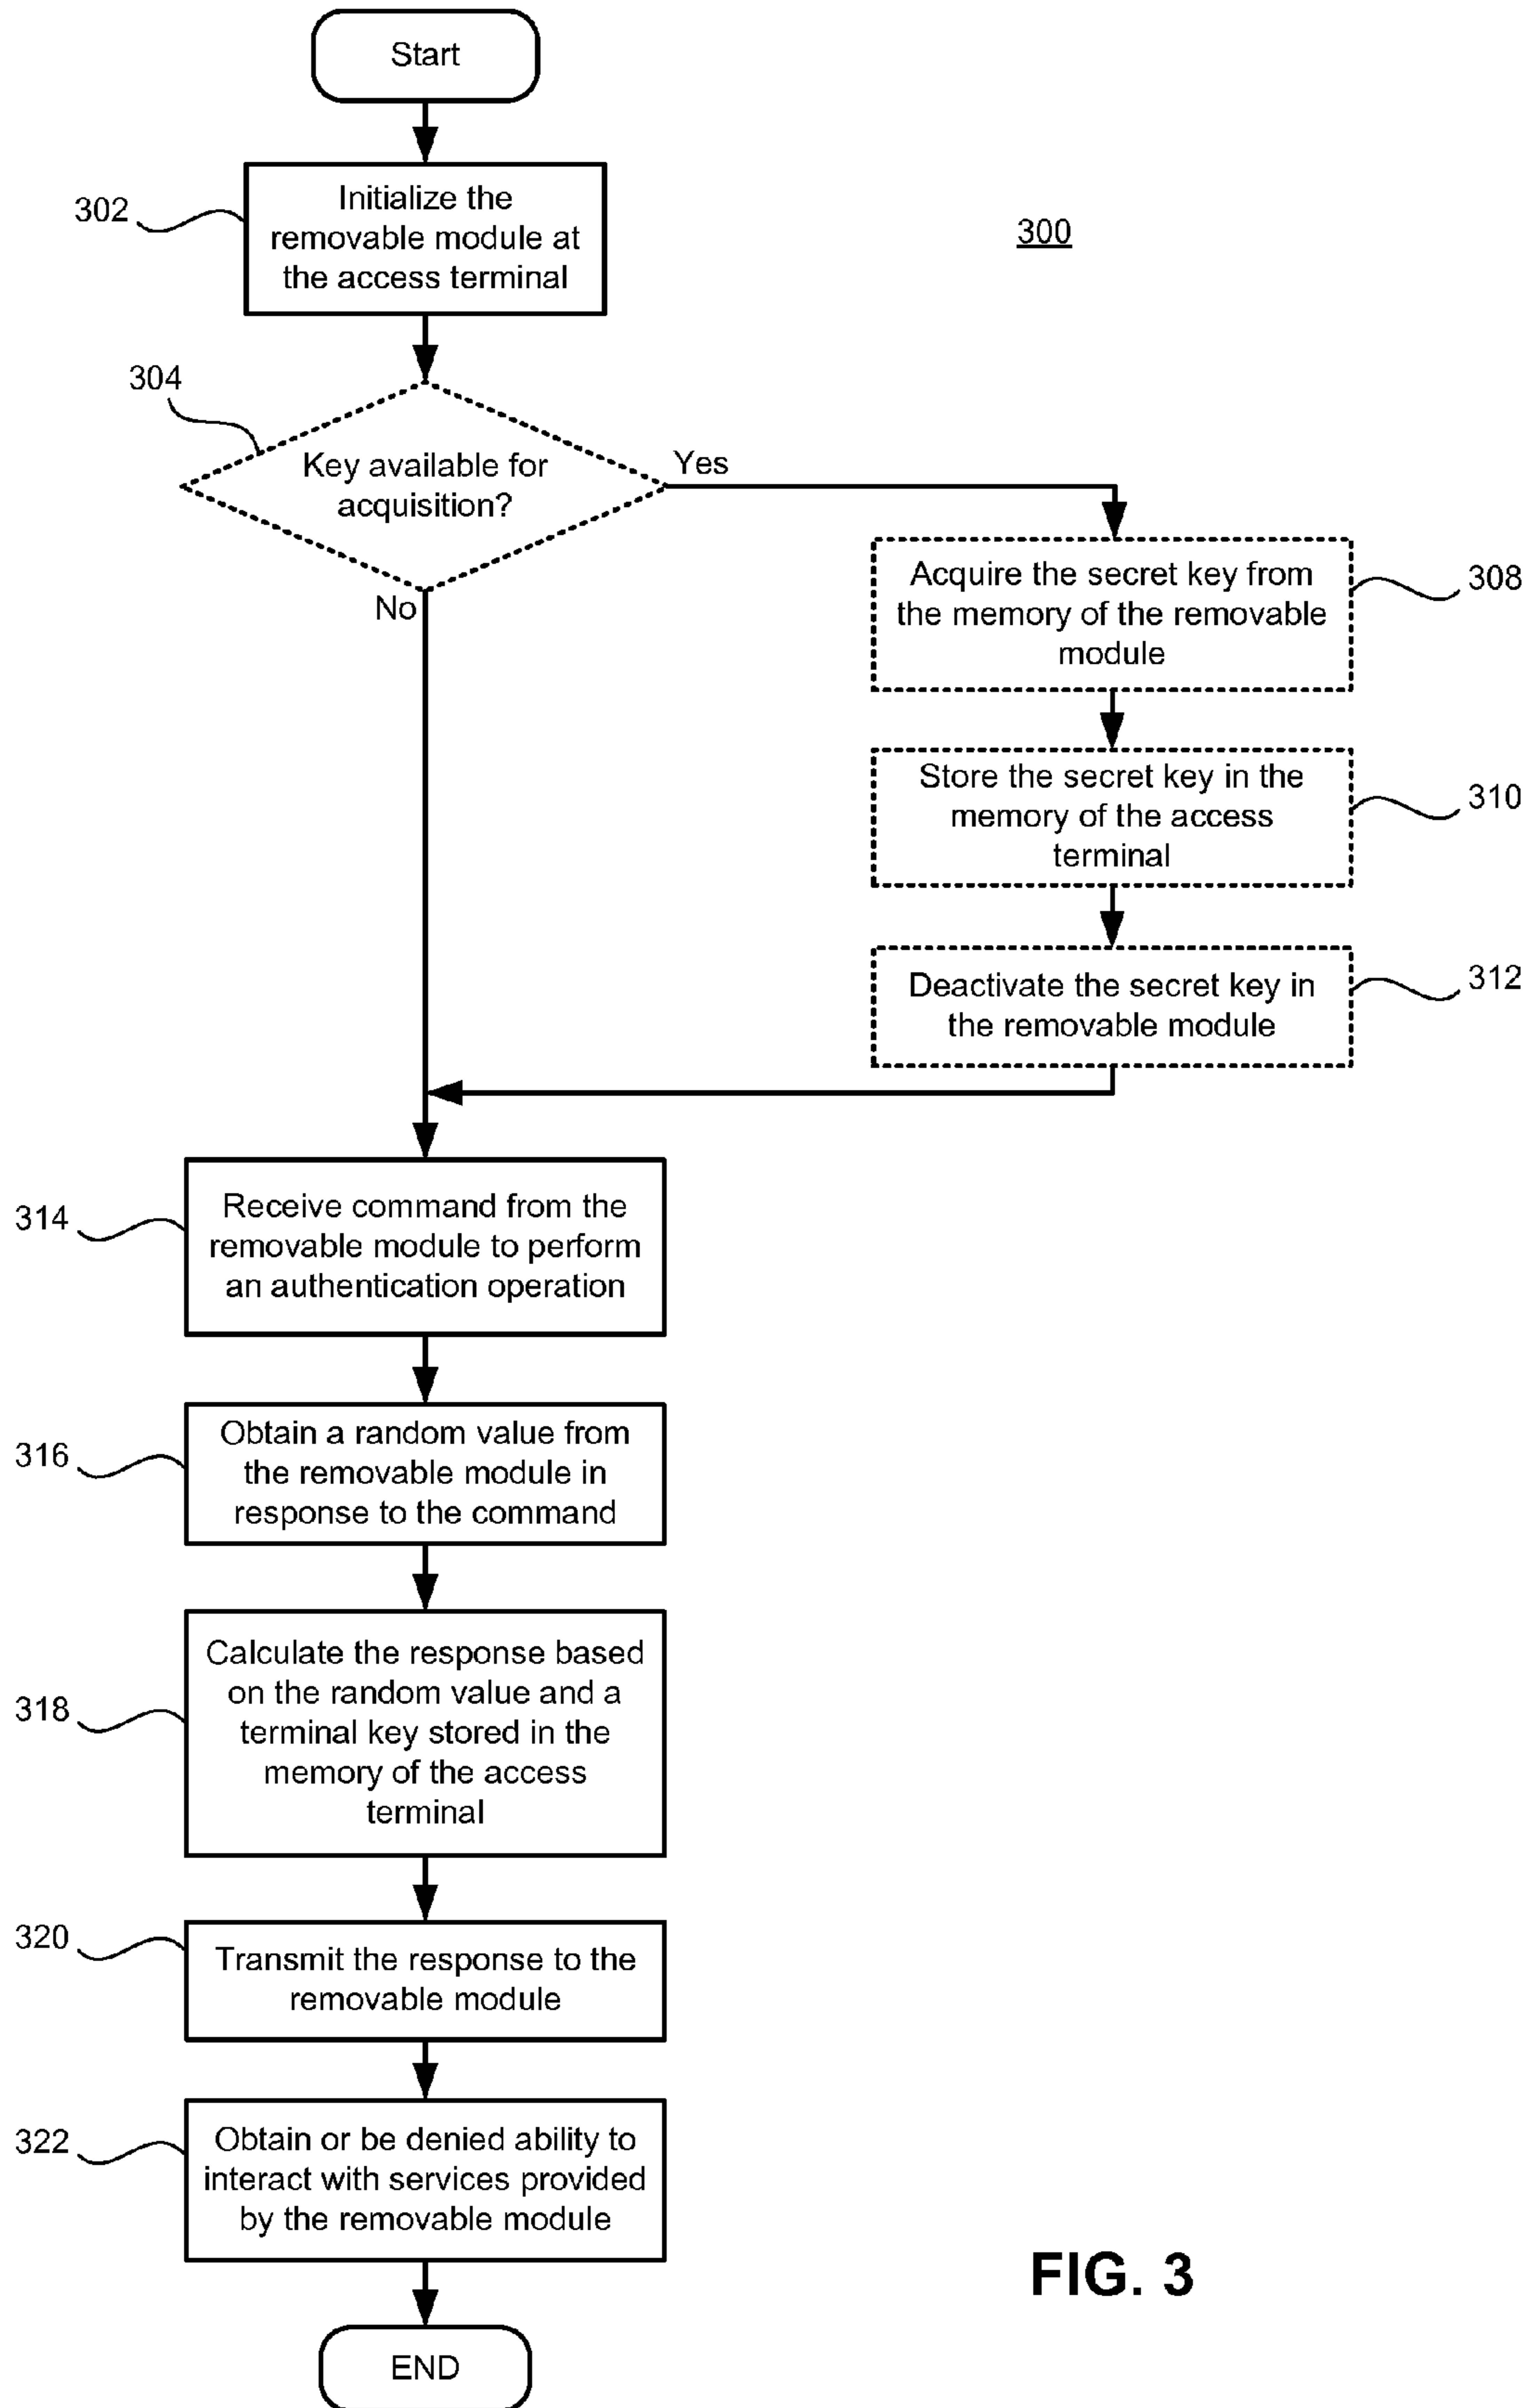 Start
302
Initialize the
removable module at
the access terminal
300
304
Key available for
acquisition?
Yes
No
Acquire the secret key from
the memory of the removable
module
308
Store the secret key in the
memory of the access
terminal
310
Deactivate the secret key in
the removable module
312
314
Receive command from the
removable module to perform
an authentication operation
316
Obtain a random value from
the removable module in
response to the command
318
Calculate the response based
on the random value and a
terminal key stored in the
memory of the access
terminal
320
Transmit the response to the
removable module
322
Obtain or be denied ability to
interact with services provided
by the removable module
END
FIG. 3